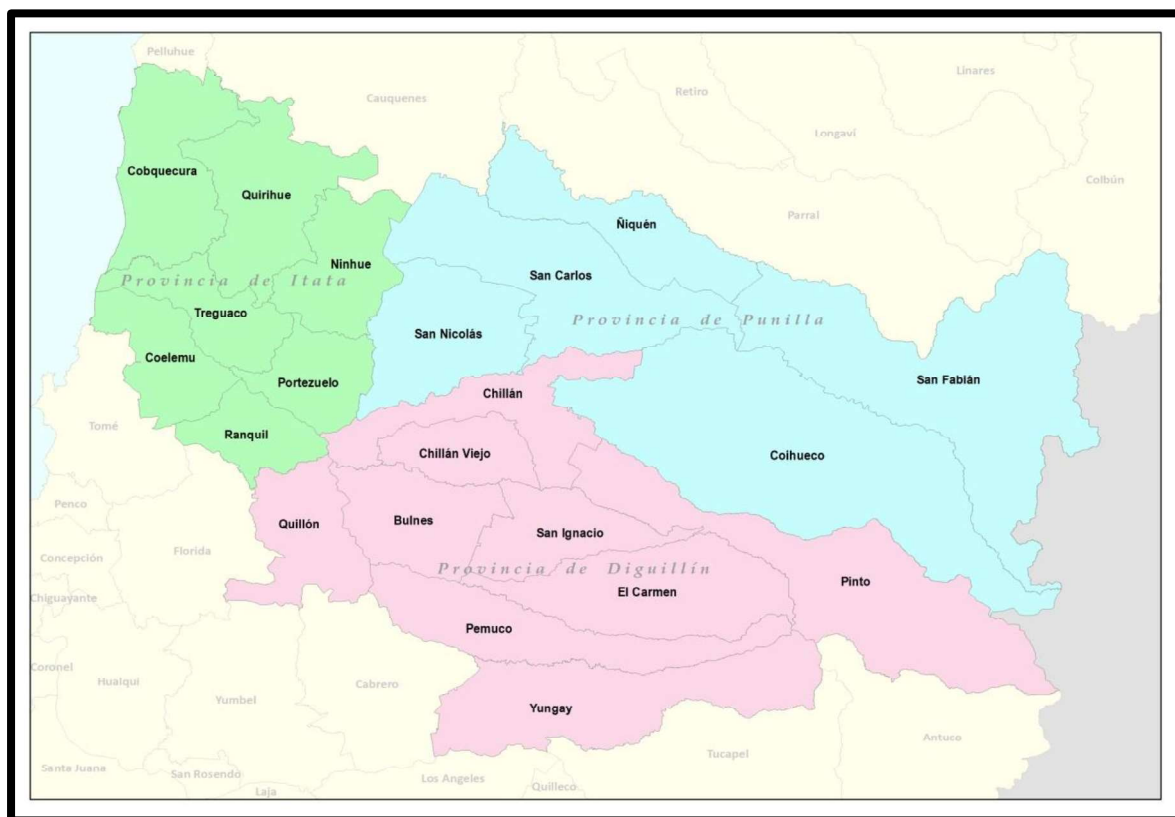 Pelluhue
Linares
Cauquenes
Retiro
Longaví
Cobquecura
Colbún
Quirihue
Parral
Ñiquén
Ninhue
San Carlos
Provincia de Itata
Treguaco
Provincia de Punilla
San Nicolás
Coelemu
Portezuelo
San Fabián
Chillán
Tomé
Ranquil
Chillán Viejo
Coihueco
Penco
Quillón
Bulnes
San Ignacio
Florida
Concepción
Provincia de Diguillín
Pinto
El Carmen
Chiguayante
Pemuco
Coronel
Hualqui
Cabrero
Yumbel
Yungay
Antuco
Tucapel
Santa Juana
San Rosendo
Los Angeles
Quilleco
Laja